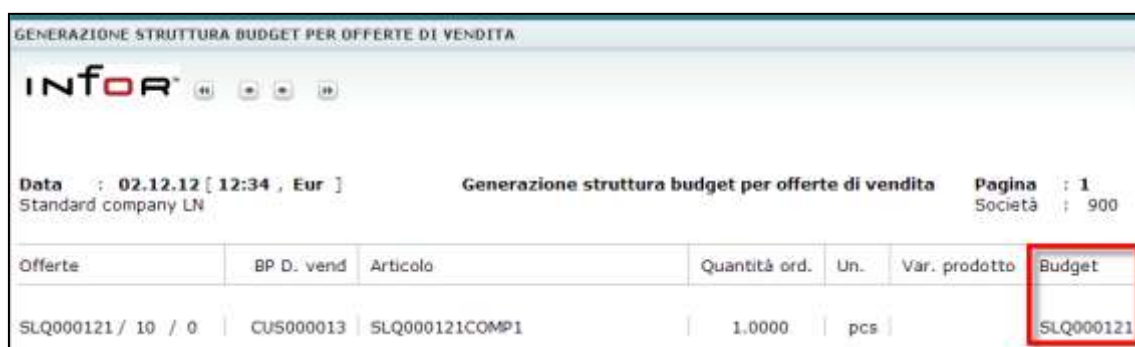 GENERAZIONE STRUTTURA BUDGET PER OFFERTE DI VENDITA
INFOR
Data : 02.12.12 [ 12:34 , Eur ] Generazione struttura budget per offerte di vendita Pagina : 1
Standard company LN Società : 900
Offerte BP D. vend Articolo Quantità ord. Un. Var. prodotto Budget
SLQ000121 / 10 / 0 CUS000013 SLQ000121COMP1 1.0000 pcs SLQ000121